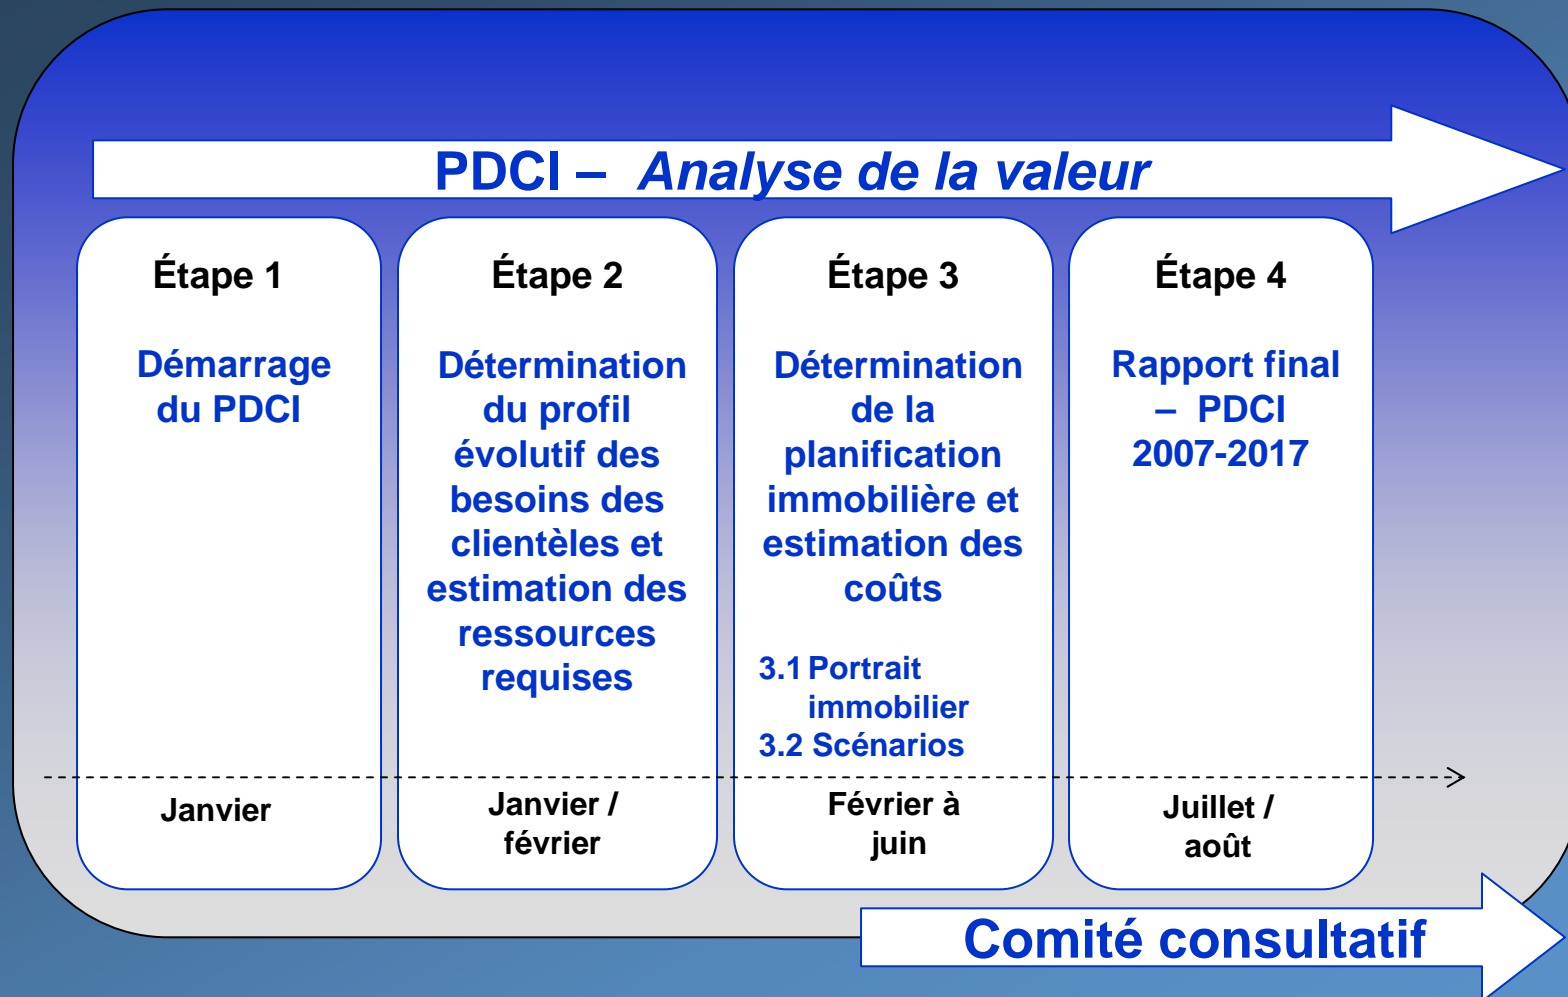 PDCI – Analyse de la valeur
Étape 1
Démarrage
du PDCI
Janvier
Étape 2
Détermination
du profil
évolutif des
besoins des
clientèles et
estimation des
ressources
requises
Janvier /
février
Étape 3
Détermination
de la
planification
immobilière et
estimation des
coûts
3.1 Portrait
immobilier
3.2 Scénarios
Février à
juin
Étape 4
Rapport final
– PDCI
2007-2017
Juillet /
août
Comité consultatif